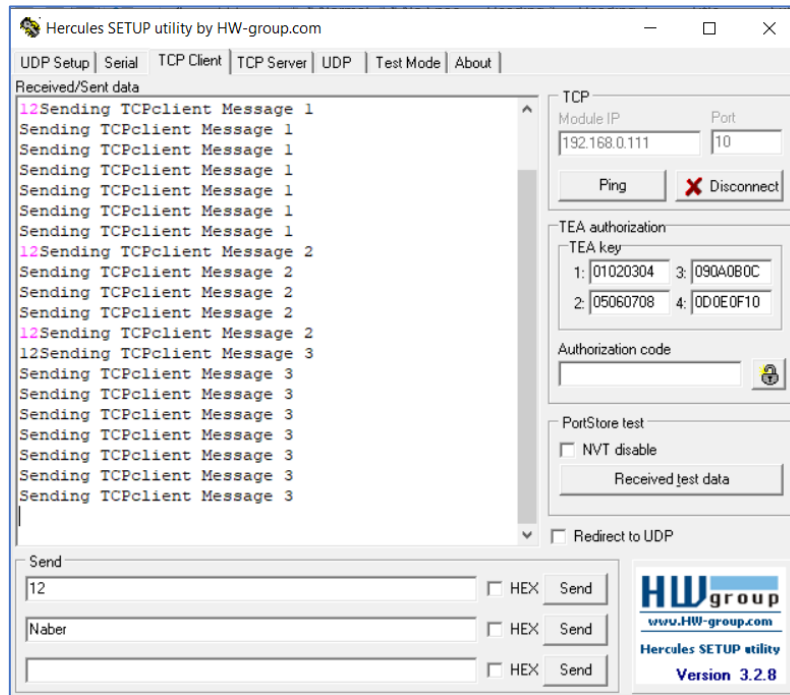 Hercules SETUP utility by HW-group.com
UDP Setup Serial TCP Client TCP Server UDP Test Mode About
Received/Sent data
12Sending TCPclient Message 1
Sending TCPclient Message 1
Sending TCPclient Message 1
Sending TCPclient Message 1
Sending TCPclient Message 1
Sending TCPclient Message 1
Sending TCPclient Message 1
12Sending TCPclient Message 2
Sending TCPclient Message 2
Sending TCPclient Message 2
Sending TCPclient Message 2
12Sending TCPclient Message 2
12Sending TCPclient Message 3
Sending TCPclient Message 3
Sending TCPclient Message 3
Sending TCPclient Message 3
Sending TCPclient Message 3
Sending TCPclient Message 3
Sending TCPclient Message 3
Sending TCPclient Message 3
TCP
Module IP Port
192.168.0.111 10
Ping Disconnect
TEA authorization
TEA key
1: 01020304 3: 090A0B0C
2: 05060708 4: 0D0E0F10
Authorization code
PortStore test
NVT disable
Received test data
Redirect to UDP
Send
12 HEX Send
Naber HEX Send
HEX Send
HW group
www.HW-group.com
Hercules SETUP utility
Version 3.2.8